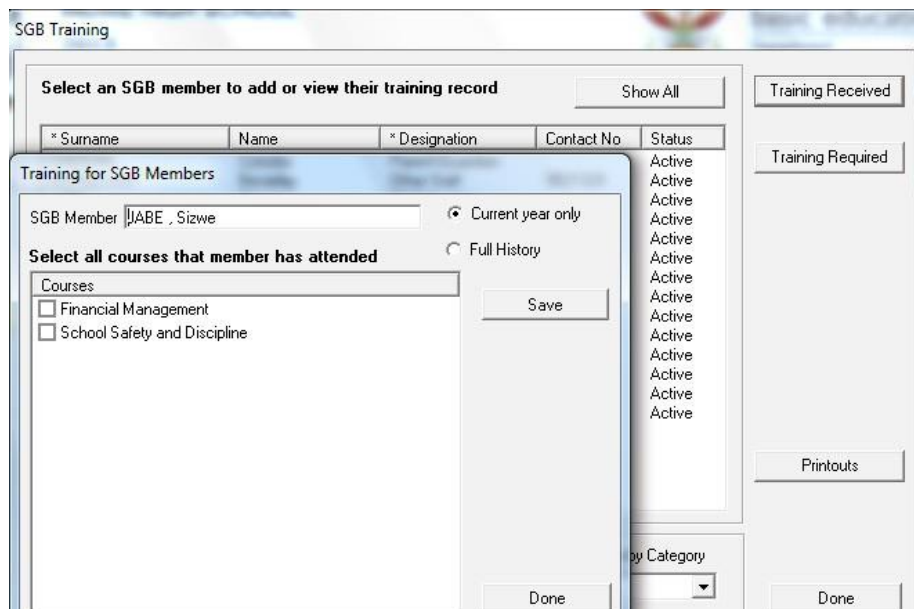 SGB Training
Select an SGB member to add or view their training record
Show All
Training Received
* Surname Name * Designation Contact No Status
Training Required
Active
Active
Active
Active
Active
Active
Active
Active
Active
Active
Active
Active
Active
Active
Training for SGB Members
SGB Member JABE , Sizwe
Current year only
Full History
Select all courses that member has attended
Courses
Save
Financial Management
School Safety and Discipline
Printouts
by Category
Done
Done